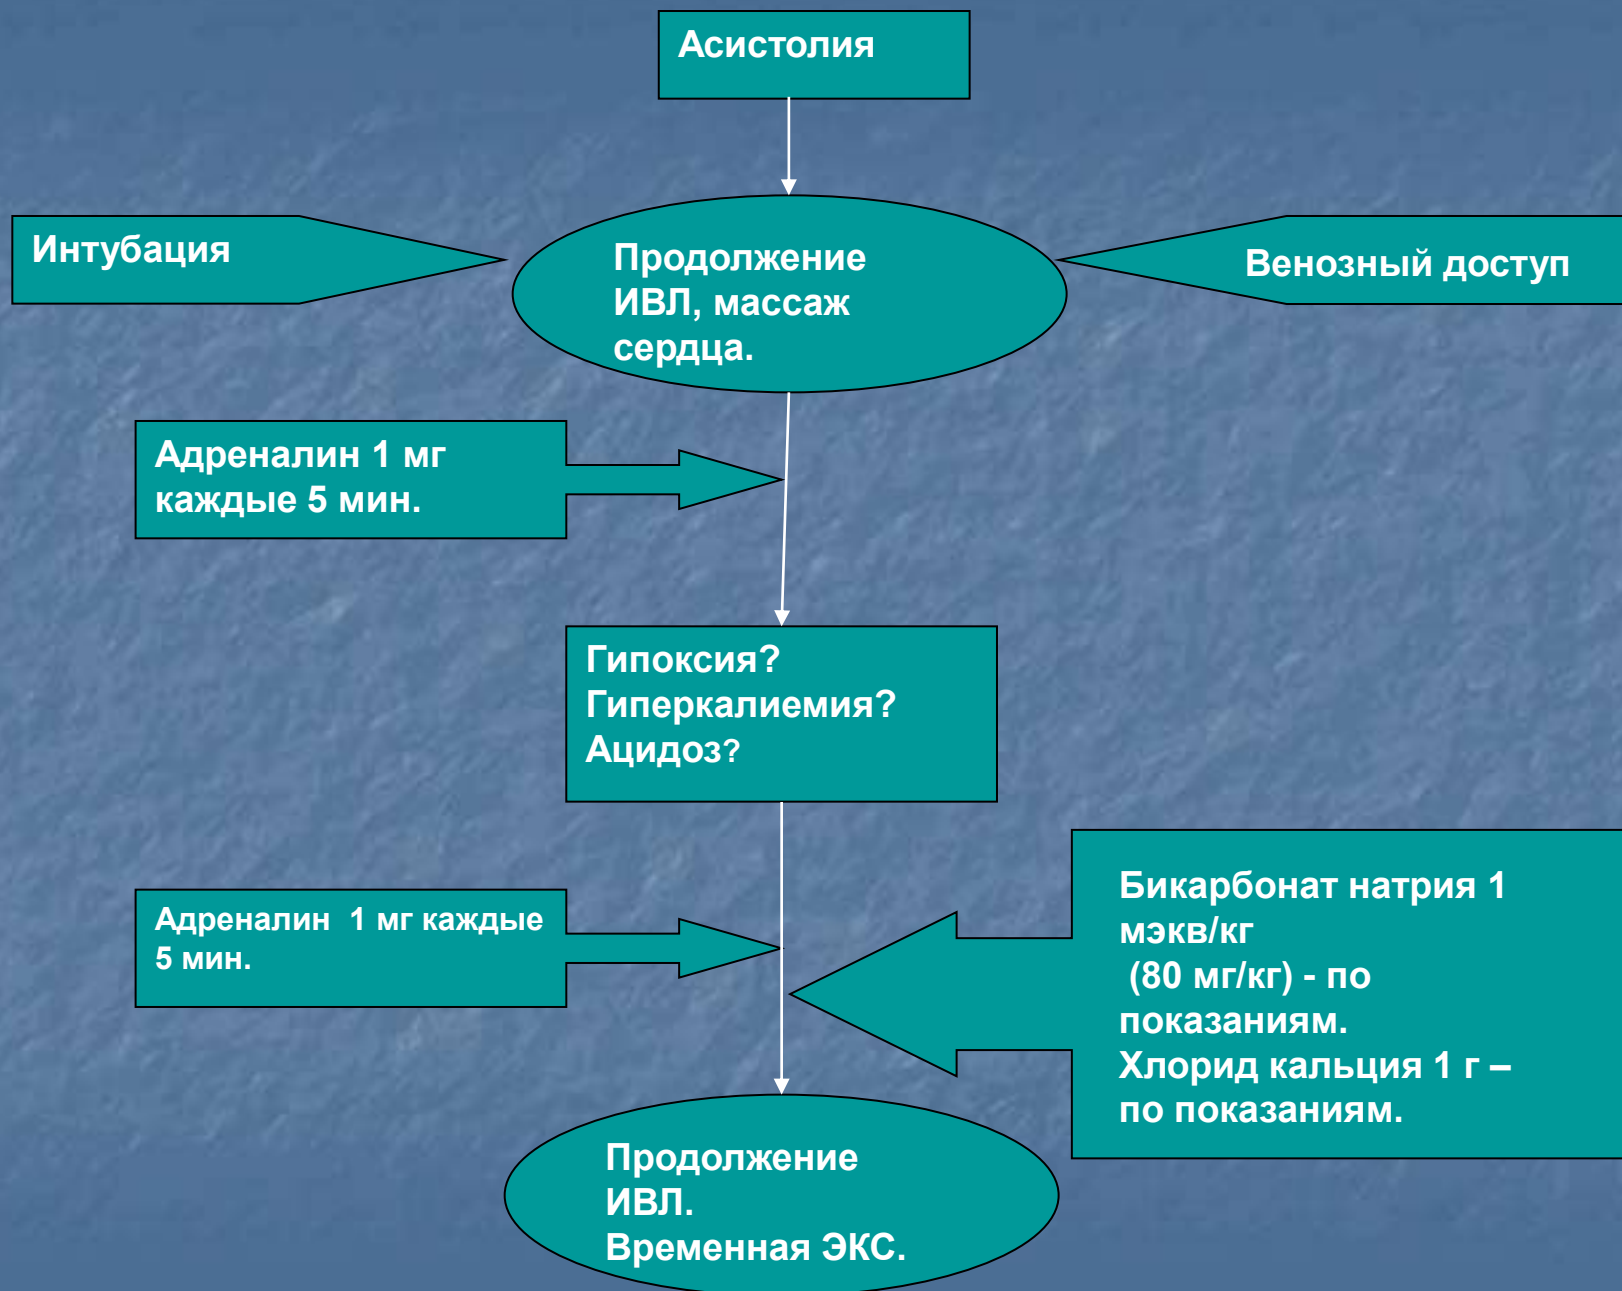 Асистолия
Интубация
Продолжение
ИВЛ, массаж
сердца.
Венозный доступ
Адреналин 1 мг
каждые 5 мин.
Гипоксия?
Гиперкалиемия?
Ацидоз?
Адреналин 1 мг каждые
5 мин.
Бикарбонат натрия 1
мэкв/кг
(80 мг/кг) - по
показаниям.
Хлорид кальция 1 г –
по показаниям.
Продолжение
ИВЛ.
Временная ЭКС.